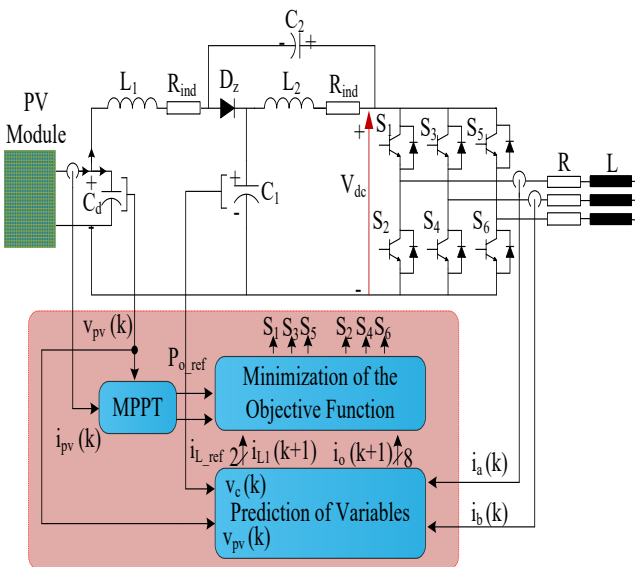 C2
- +
L1 Rind Dz L2 Rind
PV
Module
S1 S3 S5
+
R L
+
Cd
-
+
C1
-
Vdc
S2 S4 S6
-
vpv(k)
S1 S3 S5 S2 S4 S6
Po_ref
Minimization of the
Objective Function
MPPT
ipv(k)
iL_ref 2 iL1(k+1) io(k+1) 8
ia(k)
vc(k)
Prediction of Variables
vpv(k)
ib(k)